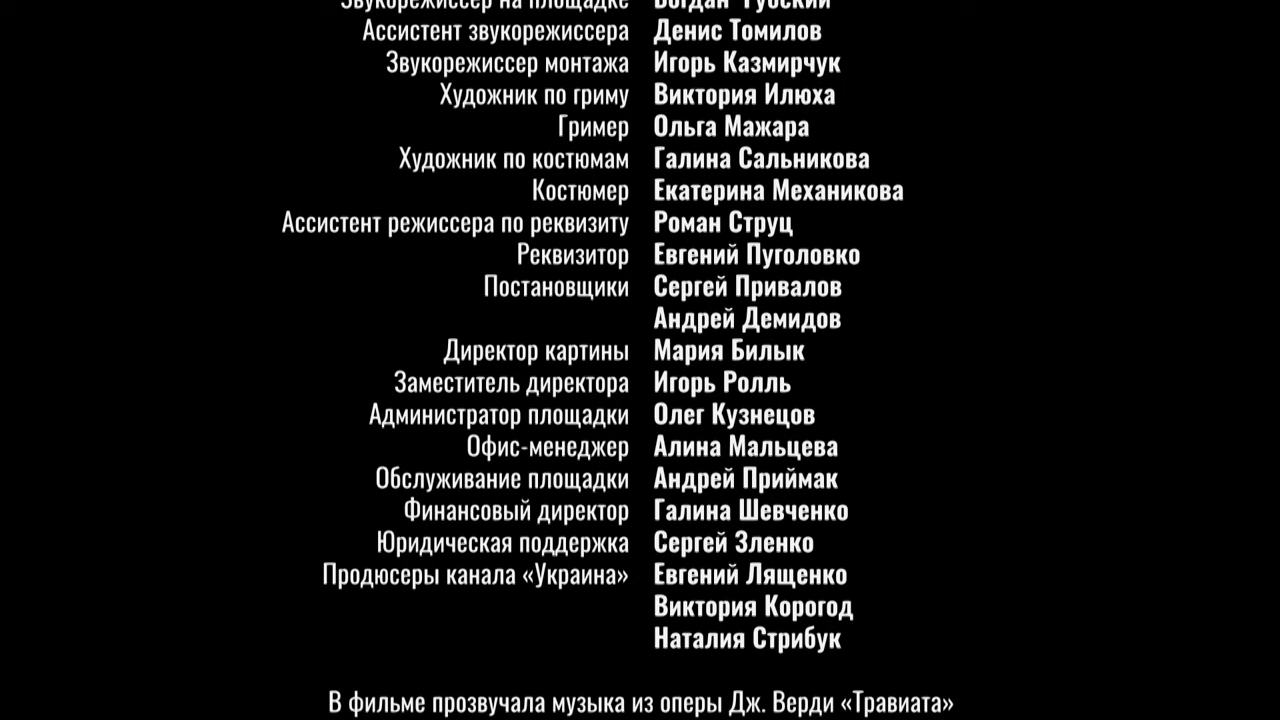 Звукорежиссер на площадке Богдан
Ассистент звукорежиссера Денис Томилов
Звукорежиссер монтажа Игорь Казмирчук
Художник по гриму Виктория Илюха
Гример Ольга Мажара
Художник по костюмам Галина Сальникова
Костюмер Екатерина Механикова
Ассистент режиссера по реквизиту Роман Струц
Реквизитор Евгений Пуголовко
Постановщики Сергей Привалов
Андрей Демидов
Директор картины Мария Билык
Заместитель директора Игорь Ролль
Администратор площадки Олег Кузнецов
Офис-менеджер Алина Мальцева
Обслуживание площадки Андрей Приймак
Финансовый директор Галина Шевченко
Юридическая поддержка Сергей Зленко
Продюсеры канала «Украина» Евгений Лященко
Виктория Корогод
Наталия Стрибук
В фильме прозвучала музыка из оперы Дж. Верди «Травиата»